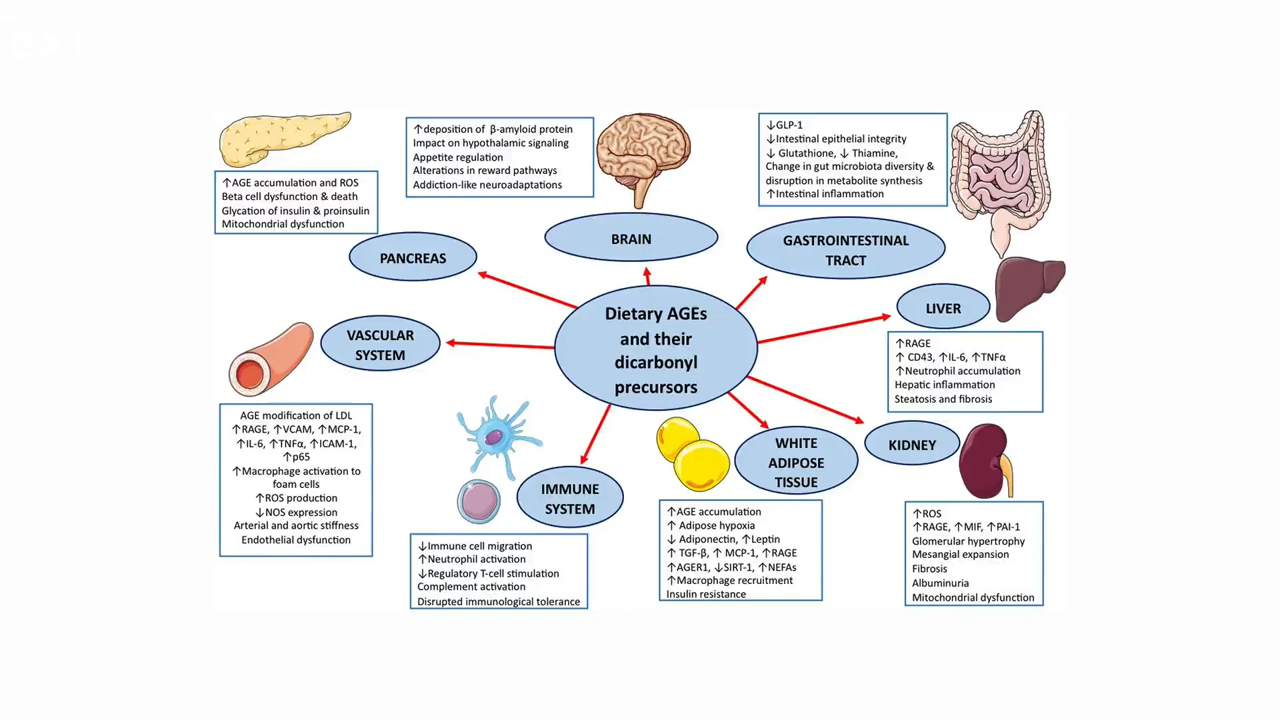 ↑deposition of β-amyloid protein
Impact on hypothalamic signaling
Appetite regulation
Alterations in reward pathways
Addiction-like neuroadaptations
↓GLP-1
↓Intestinal epithelial integrity
↓ Glutathione, ↓ Thiamine,
Change in gut microbiota diversity &
disruption in metabolite synthesis
↑Intestinal inflammation
↑AGE accumulation and ROS
Beta cell dysfunction & death
Glycation of insulin & proinsulin
Mitochondrial dysfunction
PANCREAS
BRAIN
GASTROINTESTINAL
TRACT
Dietary AGEs
and their
dicarbonyl
precursors
LIVER
↑RAGE
↑ CD43, ↑IL-6, ↑TNFα
↑Neutrophil accumulation
Hepatic inflammation
Steatosis and fibrosis
VASCULAR
SYSTEM
AGE modification of LDL
↑RAGE, ↑VCAM, ↑MCP-1,
↑IL-6, ↑TNFα, ↑ICAM-1,
↑p65
↑Macrophage activation to
foam cells
↑ROS production
↓NOS expression
Arterial and aortic stiffness
Endothelial dysfunction
IMMUNE
SYSTEM
↓Immune cell migration
↑Neutrophil activation
↓Regulatory T-cell stimulation
Complement activation
Disrupted immunological tolerance
WHITE
ADIPOSE
TISSUE
↑AGE accumulation
↑ Adipose hypoxia
↓ Adiponectin, ↑Leptin
↑ TGF-β, ↑ MCP-1, ↑RAGE
↑AGER1, ↓SIRT-1, ↑NEFAs
↑Macrophage recruitment
Insulin resistance
KIDNEY
↑ROS
↑RAGE, ↑MIF, ↑PAI-1
Glomerular hypertrophy
Mesangial expansion
Fibrosis
Albuminuria
Mitochondrial dysfunction